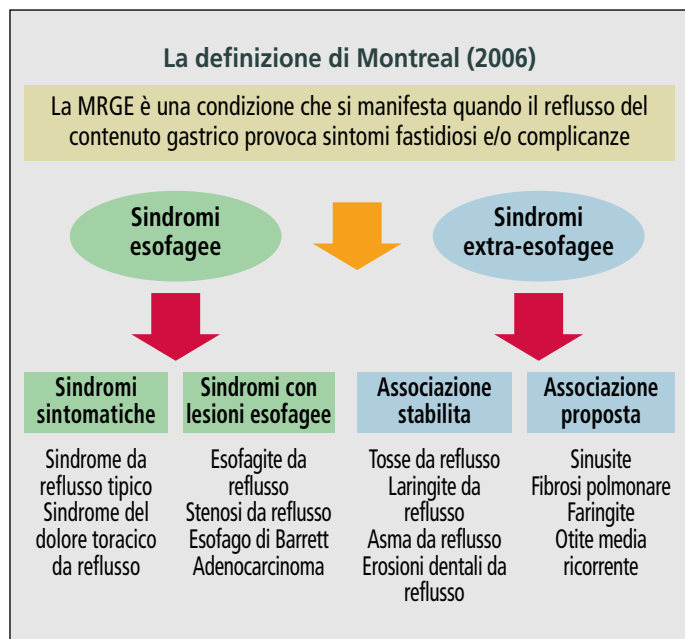 La definizione di Montreal (2006)
La MRGE è una condizione che si manifesta quando il reflusso del
contenuto gastrico provoca sintomi fastidiosi e/o complicanze
Sindromi
esofagee
Sindromi
extra-esofagee
Sindromi
sintomatiche
Sindrome da
reflusso tipico
Sindrome del
dolore toracico
da reflusso
Sindromi con
lesioni esofagee
Esofagite da
reflusso
Stenosi da reflusso
Esofago di Barrett
Adenocarcinoma
Associazione
stabilita
Tosse da reflusso
Laringite da
reflusso
Asma da reflusso
Erosioni dentali da
reflusso
Associazione
proposta
Sinusite
Fibrosi polmonare
Faringite
Otite media
ricorrente